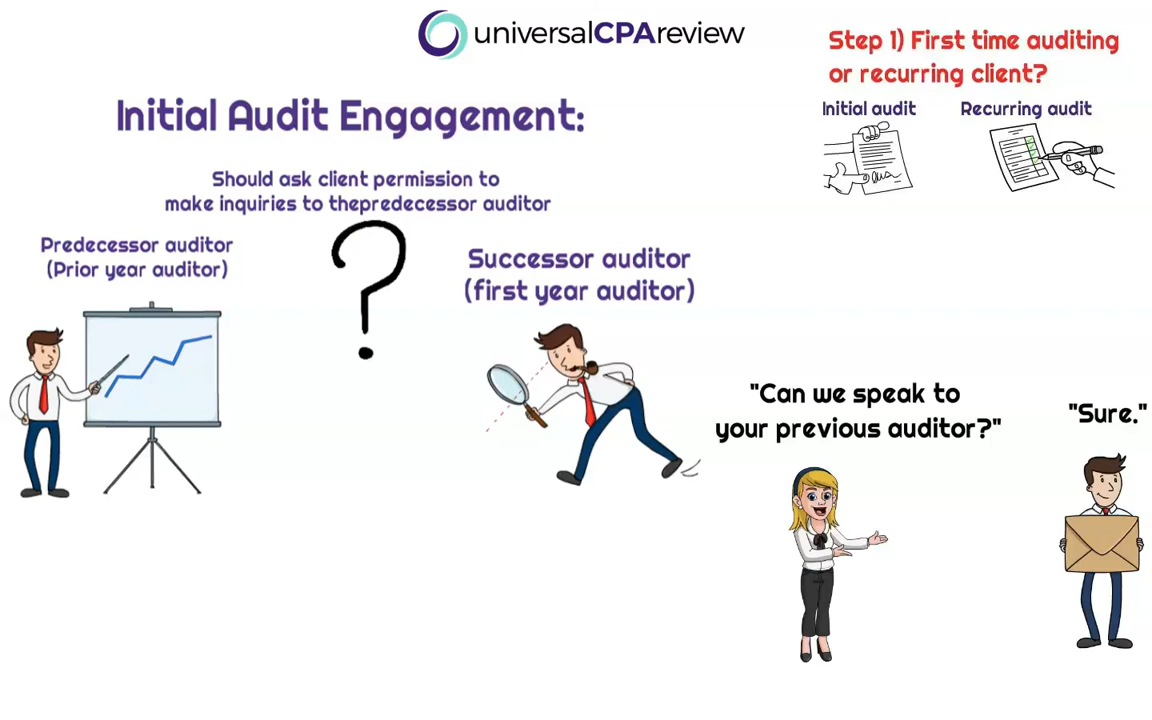 universalCPAreview
Step 1) First time auditing
or recurring client?
Initial audit
Recurring audit
Initial Audit Engagement:
Should ask client permission to
make inquiries to thepredecessor auditor
Predecessor auditor
(Prior year auditor)
?
Successor auditor
(first year auditor)
"Can we speak to
your previous auditor?"
"Sure."